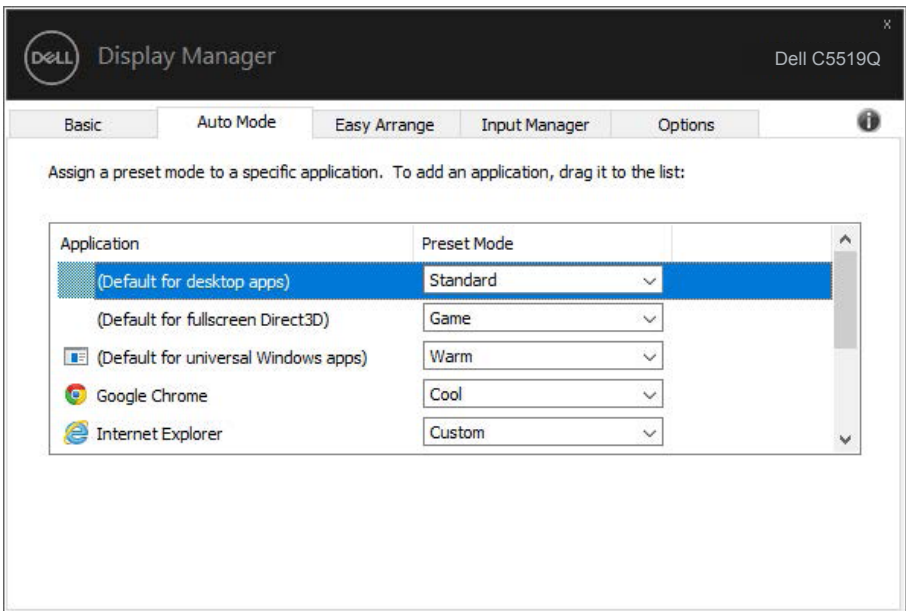 x
DELL Display Manager Dell C5519Q
Basic Auto Mode Easy Arrange Input Manager Options
Assign a preset mode to a specific application. To add an application, drag it to the list:
Application Preset Mode
(Default for desktop apps) Standard
(Default for fullscreen Direct3D) Game
(Default for universal Windows apps) Warm
Google Chrome Cool
Internet Explorer Custom